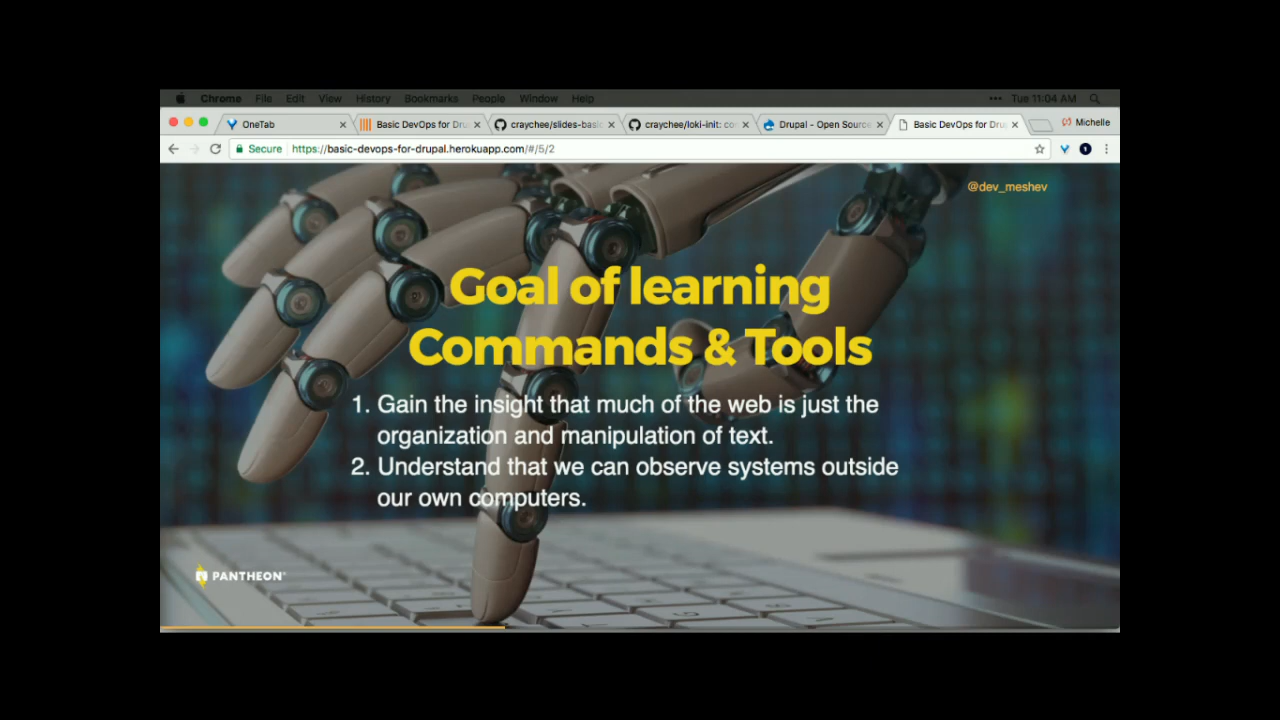 Chrome File Edit View History Bookmarks People Window Help ••• Tue 11:04 AM
OneTab Basic DevOps for Dru craychee/slides-basic craychee/loki-init: co Drupal - Open Source Basic DevOps for Dru Michelle
Secure https://basic-devops-for-drupal.herokuapp.com/#/5/2
@dev_meshev
Goal of learning
Commands & Tools
1. Gain the insight that much of the web is just the
organization and manipulation of text.
2. Understand that we can observe systems outside
our own computers.
PANTHEON